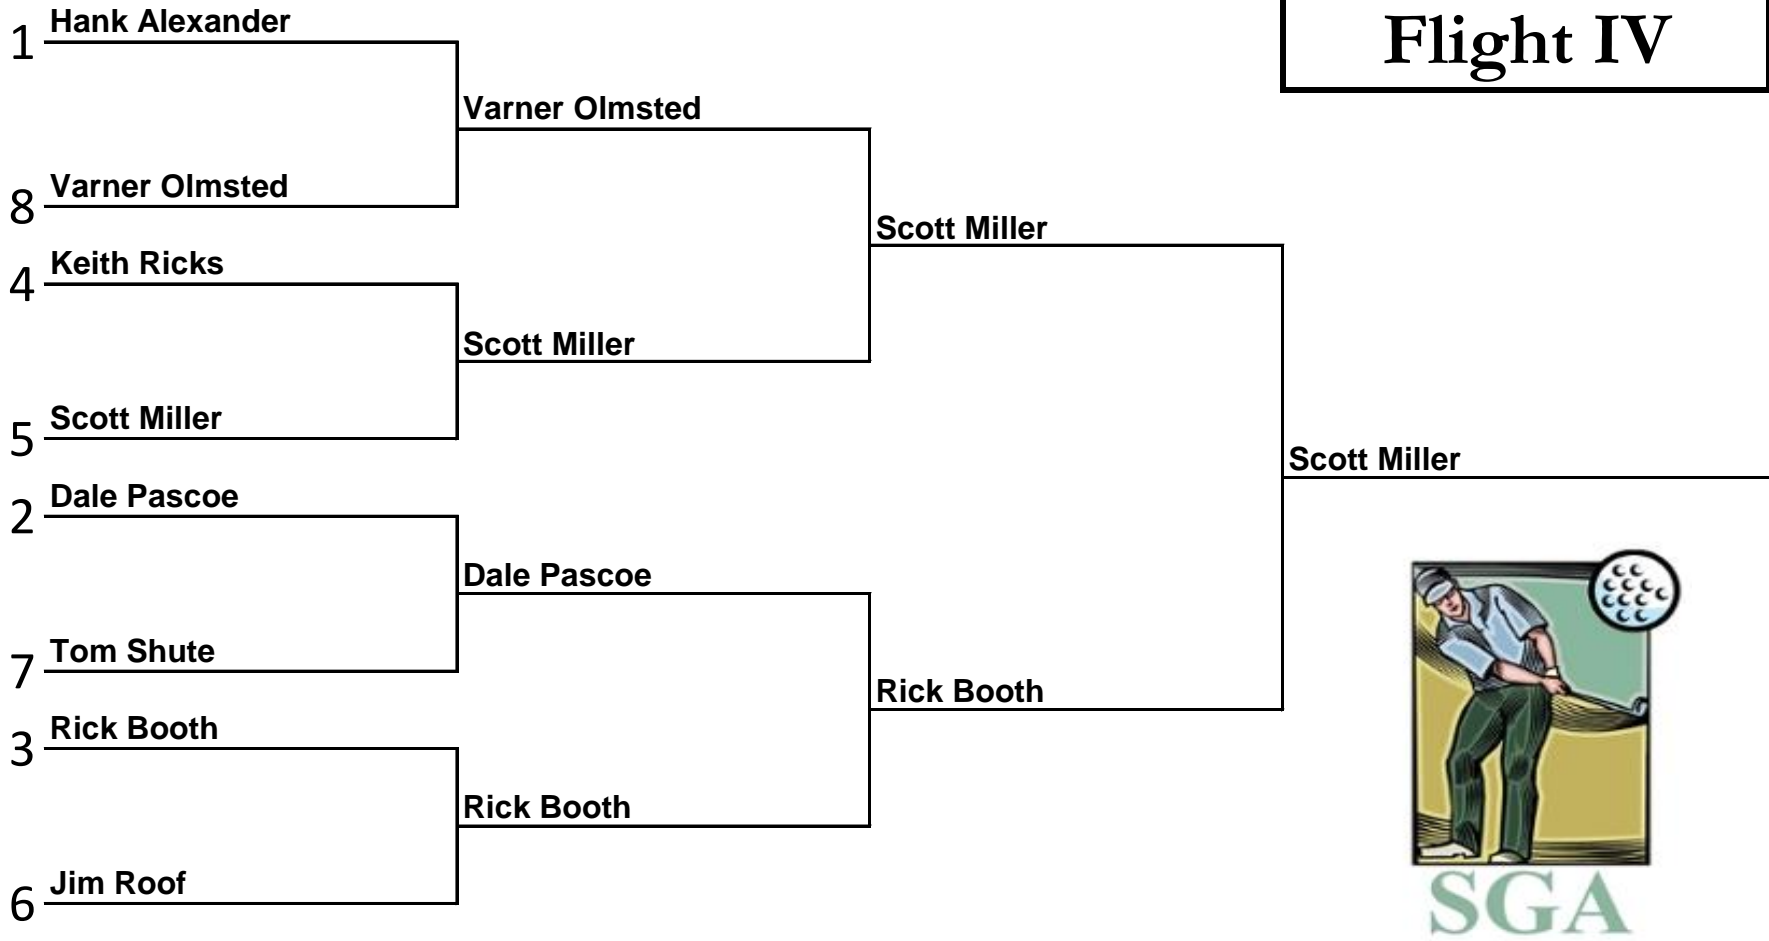 Flight IV
1 Hank Alexander
Varner Olmsted
8 Varner Olmsted
Scott Miller
4 Keith Ricks
Scott Miller
5 Scott Miller
Scott Miller
2 Dale Pascoe
Dale Pascoe
7 Tom Shute
Rick Booth
3 Rick Booth
Rick Booth
6 Jim Roof
SGA